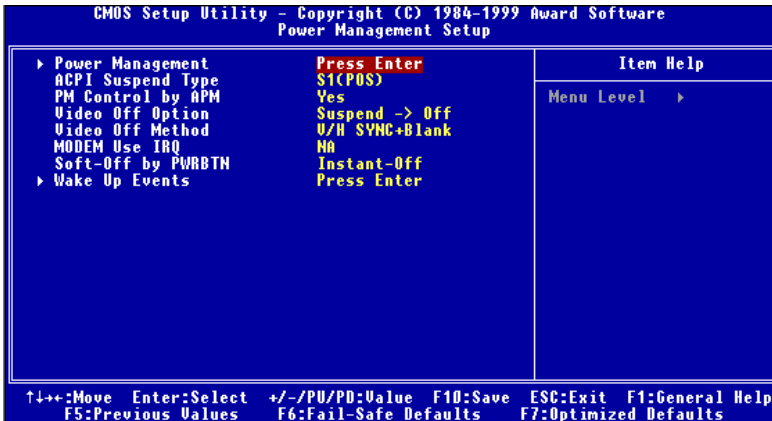 CMOS Setup Utility - Copyright (C) 1984-1999 Award Software
Power Management Setup
Power Management Press Enter
ACPI Suspend Type S1(POS)
PM Control by APM Yes
Video Off Option Suspend -> Off
Video Off Method V/H SYNC+Blank
MODEM Use IRQ NA
Soft-Off by PWRBTN Instant-Off
Wake Up Events Press Enter
Item Help
Menu Level
↑↓→←:Move Enter:Select +/-/PU/PD:Value F10:Save ESC:Exit F1:General Help
F5:Previous Values F6:Fail-Safe Defaults F7:Optimized Defaults